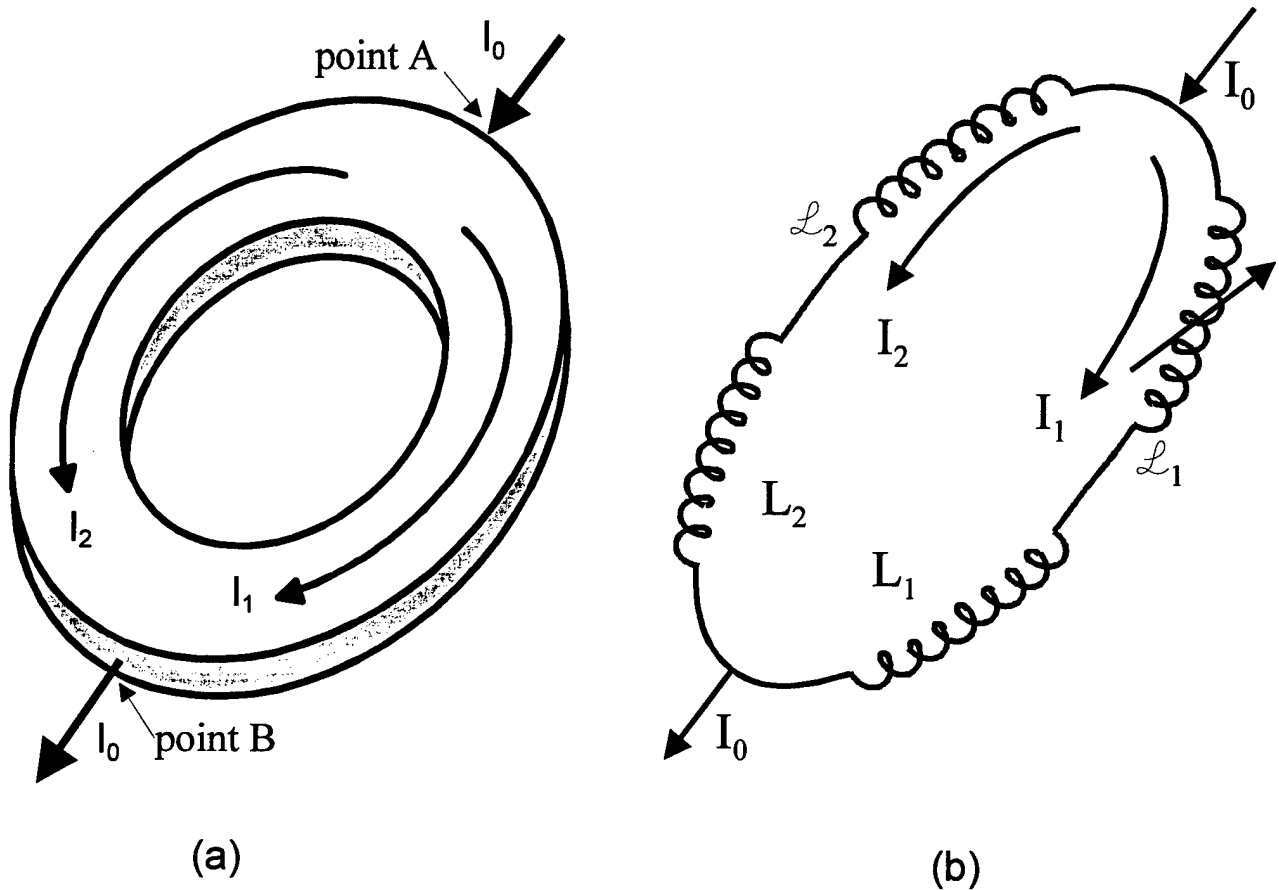 I₀
point A
I₂
I₁
I₀
point B
(a)
I₀
ℒ₂
I₂
I₁
ℒ₁
L₂
L₁
I₀
(b)